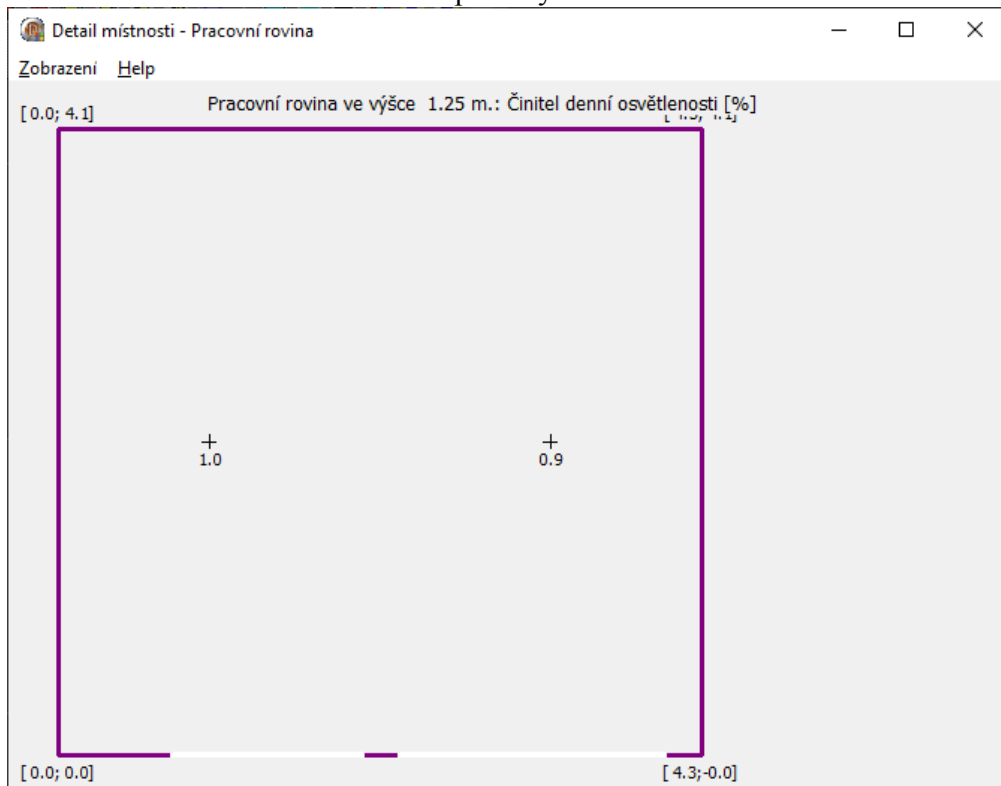 Detail místnosti - Pracovní rovina
Zobrazení Help
Pracovní rovina ve výšce 1.25 m.: Činitel denní osvětlenosti [%]
[ 0.0; 4.1]
1.0
0.9
[ 0.0; 0.0]
[ 4.3;-0.0]